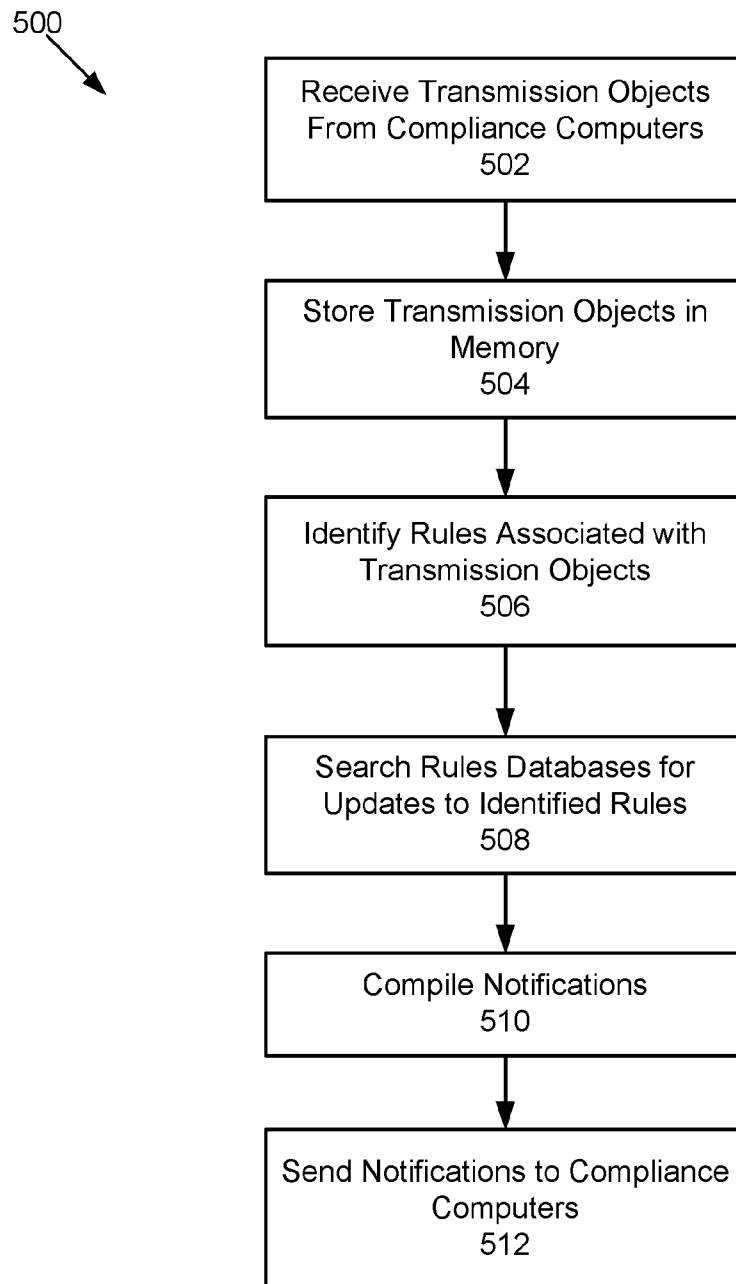 500
Receive Transmission Objects
From Compliance Computers
502
Store Transmission Objects in
Memory
504
Identify Rules Associated with
Transmission Objects
506
Search Rules Databases for
Updates to Identified Rules
508
Compile Notifications
510
Send Notifications to Compliance
Computers
512